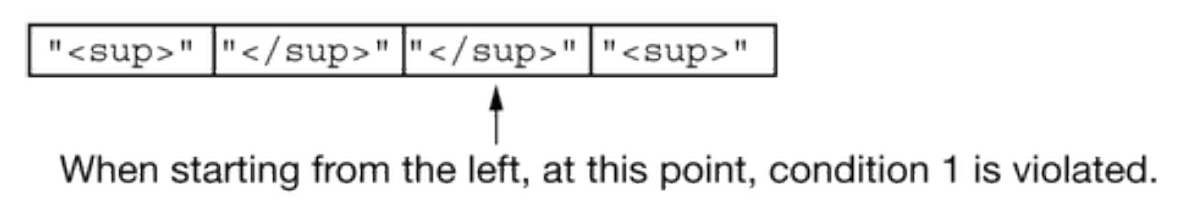 "<sup>" "</sup>" "</sup>" "<sup>"
When starting from the left, at this point, condition 1 is violated.